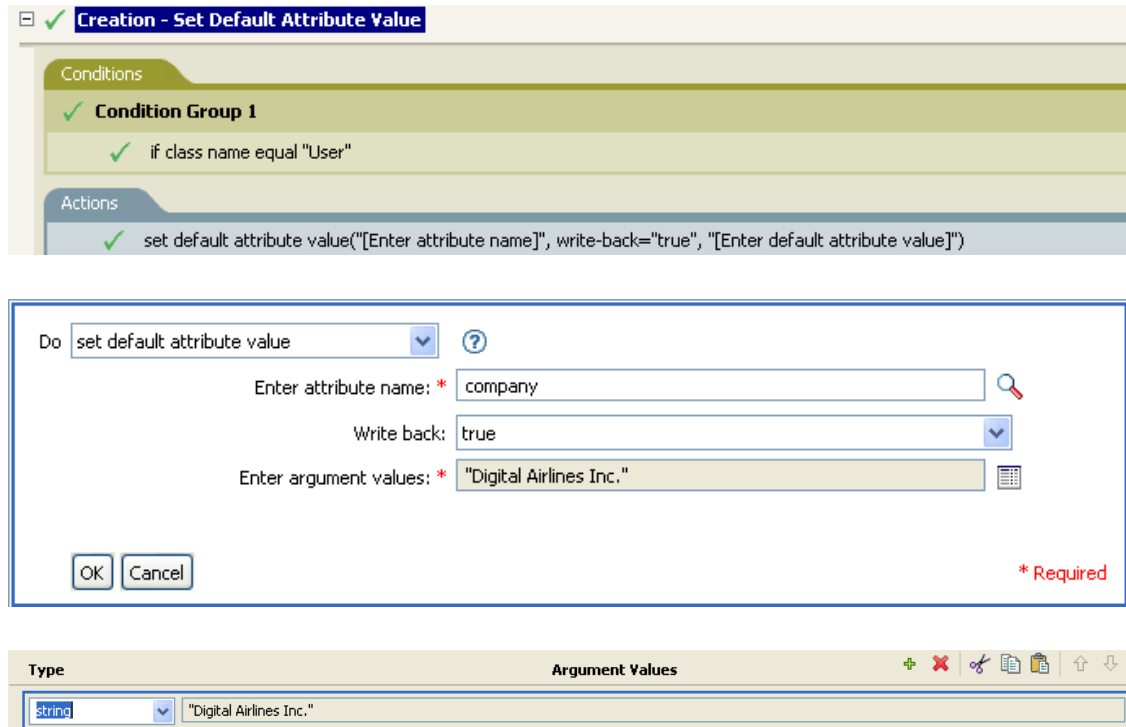 Creation - Set Default Attribute Value
Conditions
Condition Group 1
if class name equal "User"
Actions
set default attribute value("[Enter attribute name]", write-back="true", "[Enter default attribute value]")
Do set default attribute value ?
Enter attribute name: * company
Write back: true
Enter argument values: * "Digital Airlines Inc."
OK Cancel * Required
Type Argument Values
string "Digital Airlines Inc."